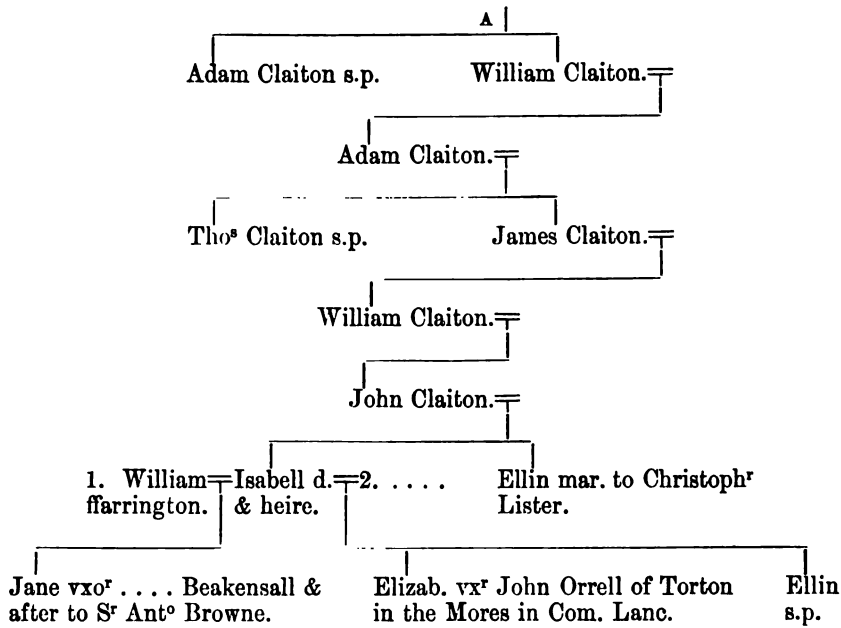 A
Adam Claiton s.p. William Claiton.
Adam Claiton.
Thoˢ Claiton s.p. James Claiton.
William Claiton.
John Claiton.
1. William Isabell d. 2. . . . . . Ellin mar. to Christophʳ
ffarrington. & heire. Lister.
Jane vxoʳ . . . . Beakensall & Elizab. vxʳ John Orrell of Torton Ellin
after to Sʳ Antᵒ Browne. in the Mores in Com. Lanc. s.p.